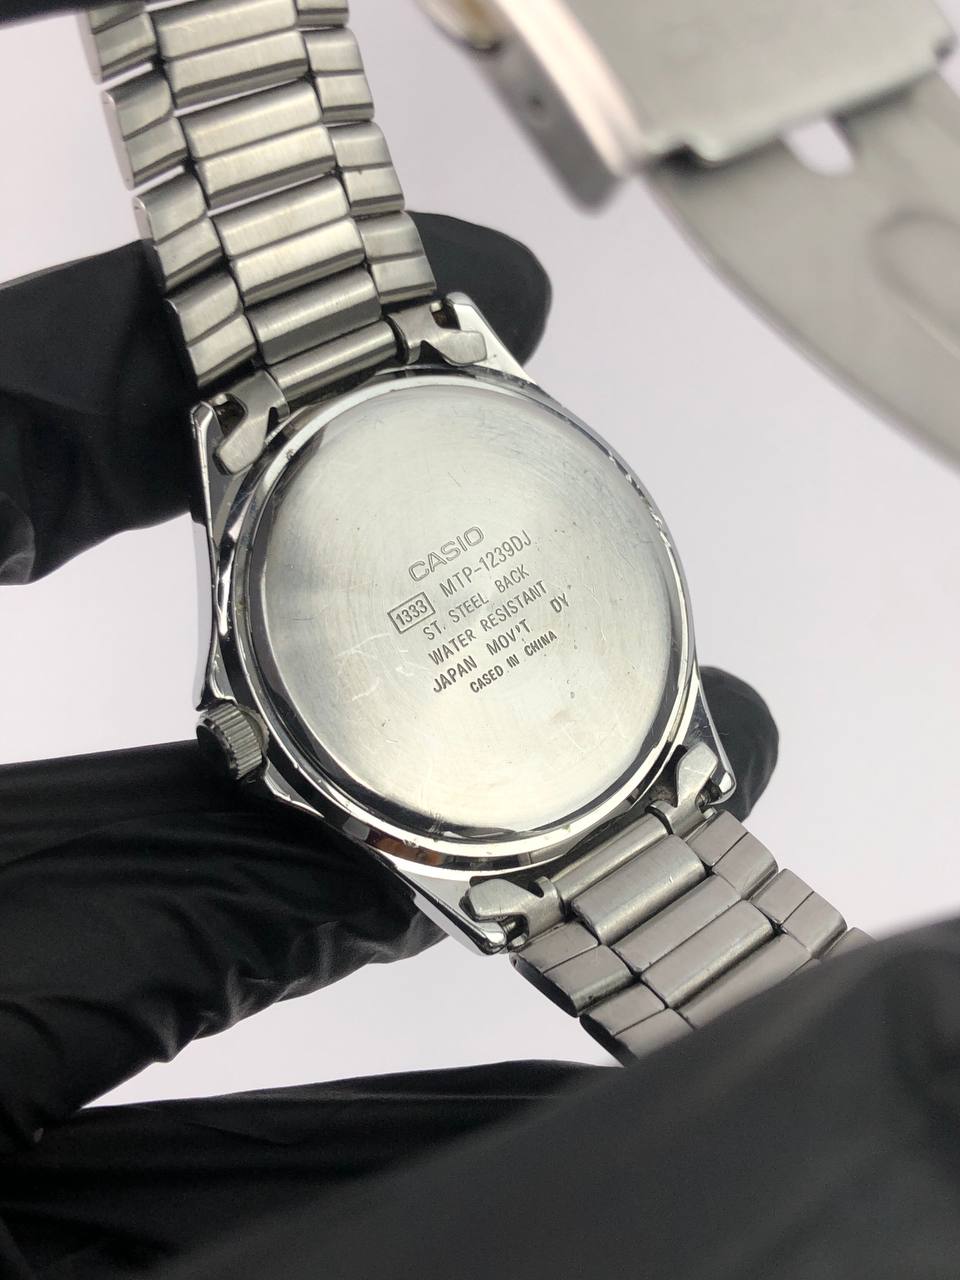 CASIO
1333 MTP-1239DJ
ST. STEEL BACK
WATER RESISTANT
JAPAN MOV'T DY
CASED IN CHINA